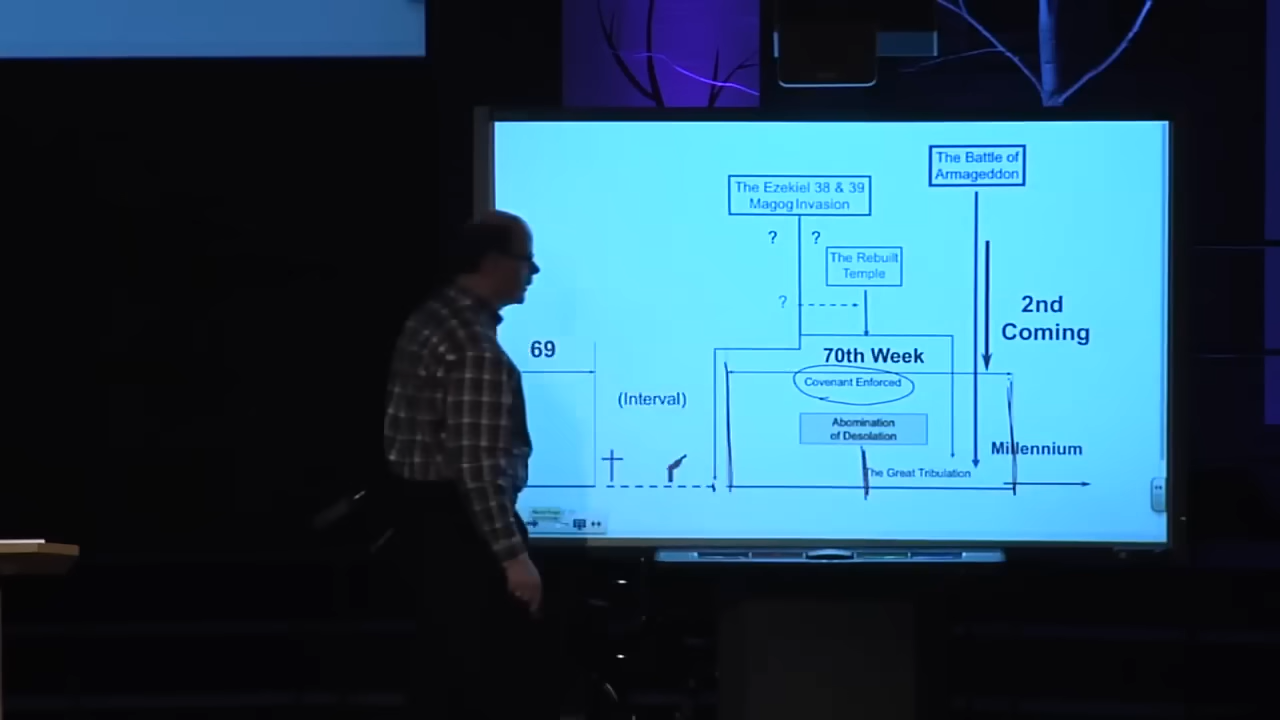 The Battle of
Armageddon
The Ezekiel 38 & 39
Magog Invasion
?
?
The Rebuilt
Temple
?
2nd
Coming
69
70th Week
Covenant Enforced
(Interval)
Abomination
of Desolation
Millennium
The Great Tribulation